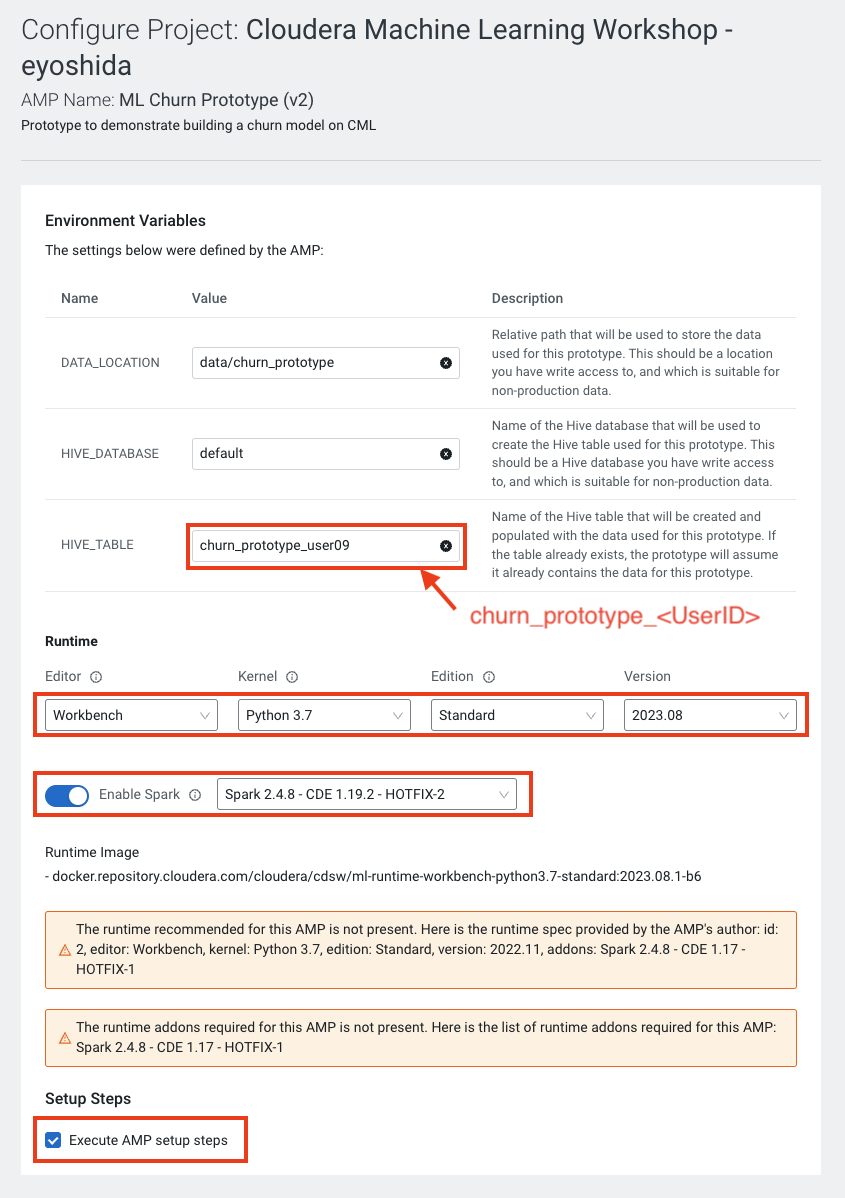 Configure Project: Cloudera Machine Learning Workshop -
eyoshida
AMP Name: ML Churn Prototype (v2)
Prototype to demonstrate building a churn model on CML
Environment Variables
The settings below were defined by the AMP:
Name Value Description
DATA_LOCATION data/churn_prototype
Relative path that will be used to store the data
used for this prototype. This should be a location
you have write access to, and which is suitable for
non-production data.
HIVE_DATABASE default
Name of the Hive database that will be used to
create the Hive table used for this prototype. This
should be a Hive database you have write access
to, and which is suitable for non-production data.
HIVE_TABLE churn_prototype_user09
Name of the Hive table that will be created and
populated with the data used for this prototype. If
the table already exists, the prototype will assume
it already contains the data for this prototype.
churn_prototype_<UserID>
Runtime
Editor Kernel Edition Version
Workbench Python 3.7 Standard 2023.08
Enable Spark Spark 2.4.8 - CDE 1.19.2 - HOTFIX-2
Runtime Image
- docker.repository.cloudera.com/cloudera/cdsw/ml-runtime-workbench-python3.7-standard:2023.08.1-b6
The runtime recommended for this AMP is not present. Here is the runtime spec provided by the AMP's author: id:
2, editor: Workbench, kernel: Python 3.7, edition: Standard, version: 2022.11, addons: Spark 2.4.8 - CDE 1.17 -
HOTFIX-1
The runtime addons required for this AMP is not present. Here is the list of runtime addons required for this AMP:
Spark 2.4.8 - CDE 1.17 - HOTFIX-1
Setup Steps
Execute AMP setup steps